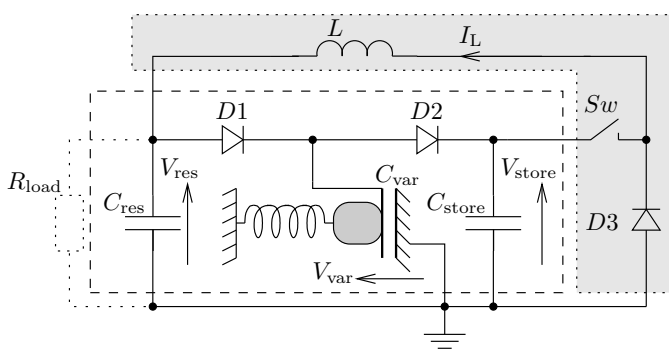 L
I_L
D1
D2
Sw
R_load
C_res
V_res
C_var
C_store
V_store
D3
V_var